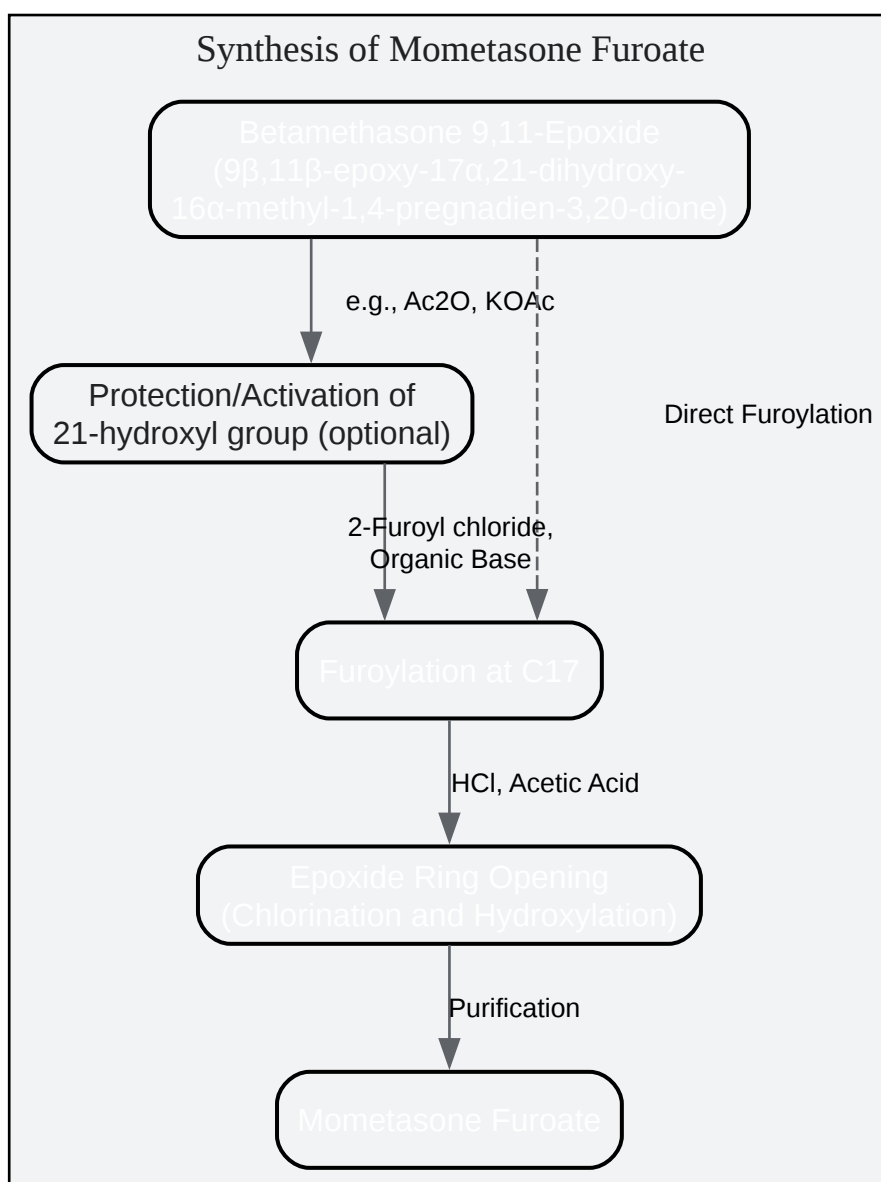 Synthesis of Mometasone Furoate
Betamethasone 9,11-Epoxide
(9β,11β-epoxy-17α,21-dihydroxy-
16α-methyl-1,4-pregnadien-3,20-dione)
e.g., Ac2O, KOAc
Protection/Activation of
21-hydroxyl group (optional)
Direct Furoylation
2-Furoyl chloride,
Organic Base
Furoylation at C17
HCl, Acetic Acid
Epoxide Ring Opening
(Chlorination and Hydroxylation)
Purification
Mometasone Furoate